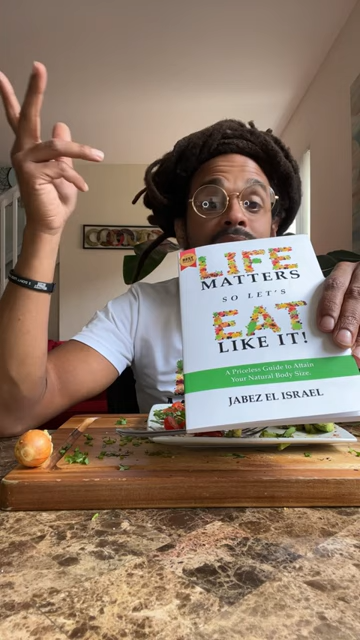 LIFE
MATTERS
SO LET'S
EAT
LIKE IT!
A Priceless Guide to Attain
Your Natural Body Size.
JABEZ EL ISRAEL